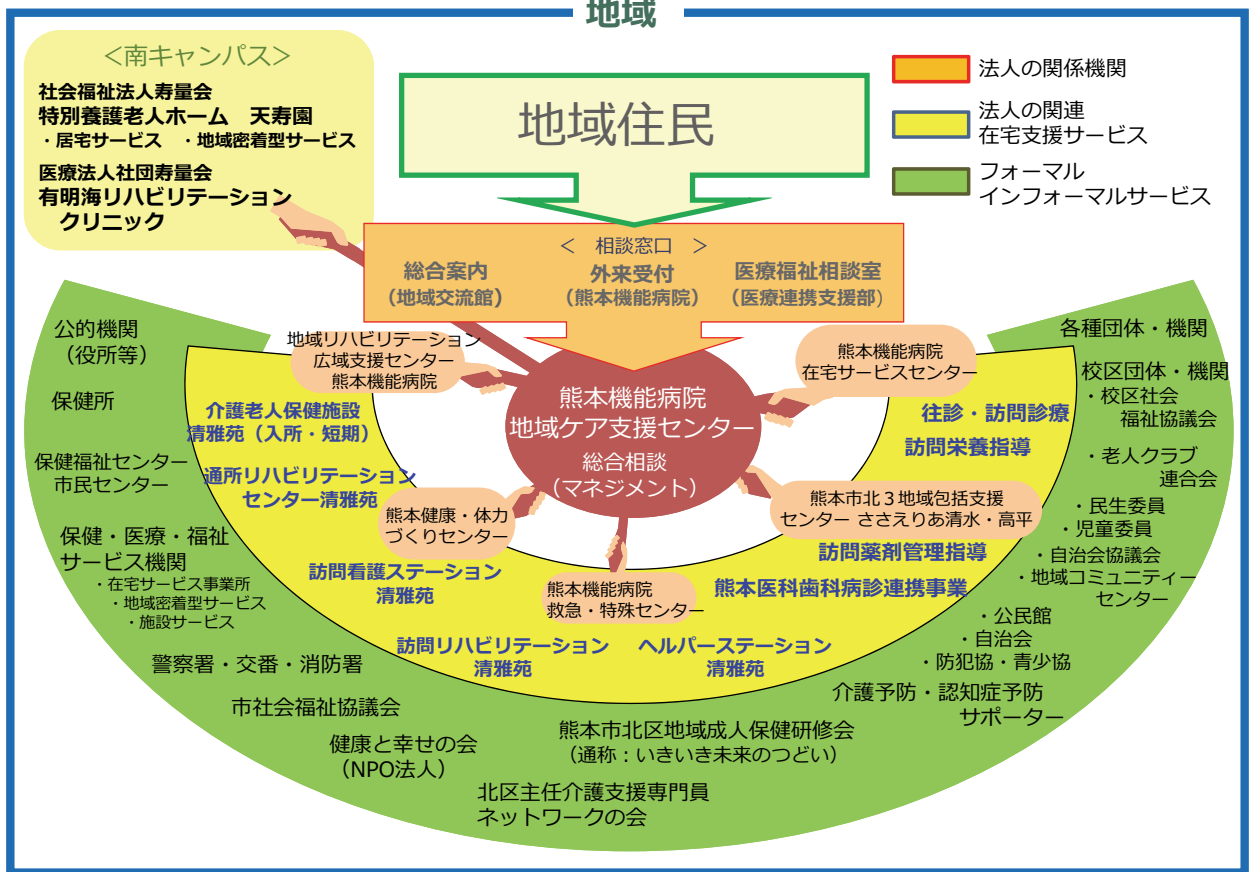 地域
＜南キャンパス＞
社会福祉法人寿量会
特別養護老人ホーム　天寿園
・居宅サービス　・地域密着型サービス
医療法人社団寿量会
有明海リハビリテーション
クリニック
地域住民
法人の関係機関
法人の関連
在宅支援サービス
フォーマル
インフォーマルサービス
＜　相談窓口　＞
総合案内
（地域交流館）
外来受付
（熊本機能病院）
医療福祉相談室
（医療連携支援部）
熊本機能病院
地域ケア支援センター
総合相談
（マネジメント）
地域リハビリテーション
広域支援センター
熊本機能病院
熊本機能病院
在宅サービスセンター
熊本健康・体力
づくりセンター
熊本市北３地域包括支援
センター ささえりあ清水・高平
熊本機能病院
救急・特殊センター
介護老人保健施設
清雅苑（入所・短期）
通所リハビリテーション
センター清雅苑
訪問看護ステーション
清雅苑
訪問リハビリテーション
清雅苑
ヘルパーステーション
清雅苑
熊本医科歯科病診連携事業
訪問薬剤管理指導
訪問栄養指導
往診・訪問診療
公的機関
（役所等）
保健所
保健福祉センター
市民センター
保健・医療・福祉
サービス機関
・在宅サービス事業所
・地域密着型サービス
・施設サービス
警察署・交番・消防署
市社会福祉協議会
健康と幸せの会
（NPO法人）
北区主任介護支援専門員
ネットワークの会
熊本市北区地域成人保健研修会
（通称：いきいき未来のつどい）
介護予防・認知症予防
サポーター
・公民館
・自治会
・防犯協・青少協
・自治会協議会
・地域コミュニティー
センター
・民生委員
・児童委員
・老人クラブ
連合会
校区団体・機関
・校区社会
福祉協議会
各種団体・機関